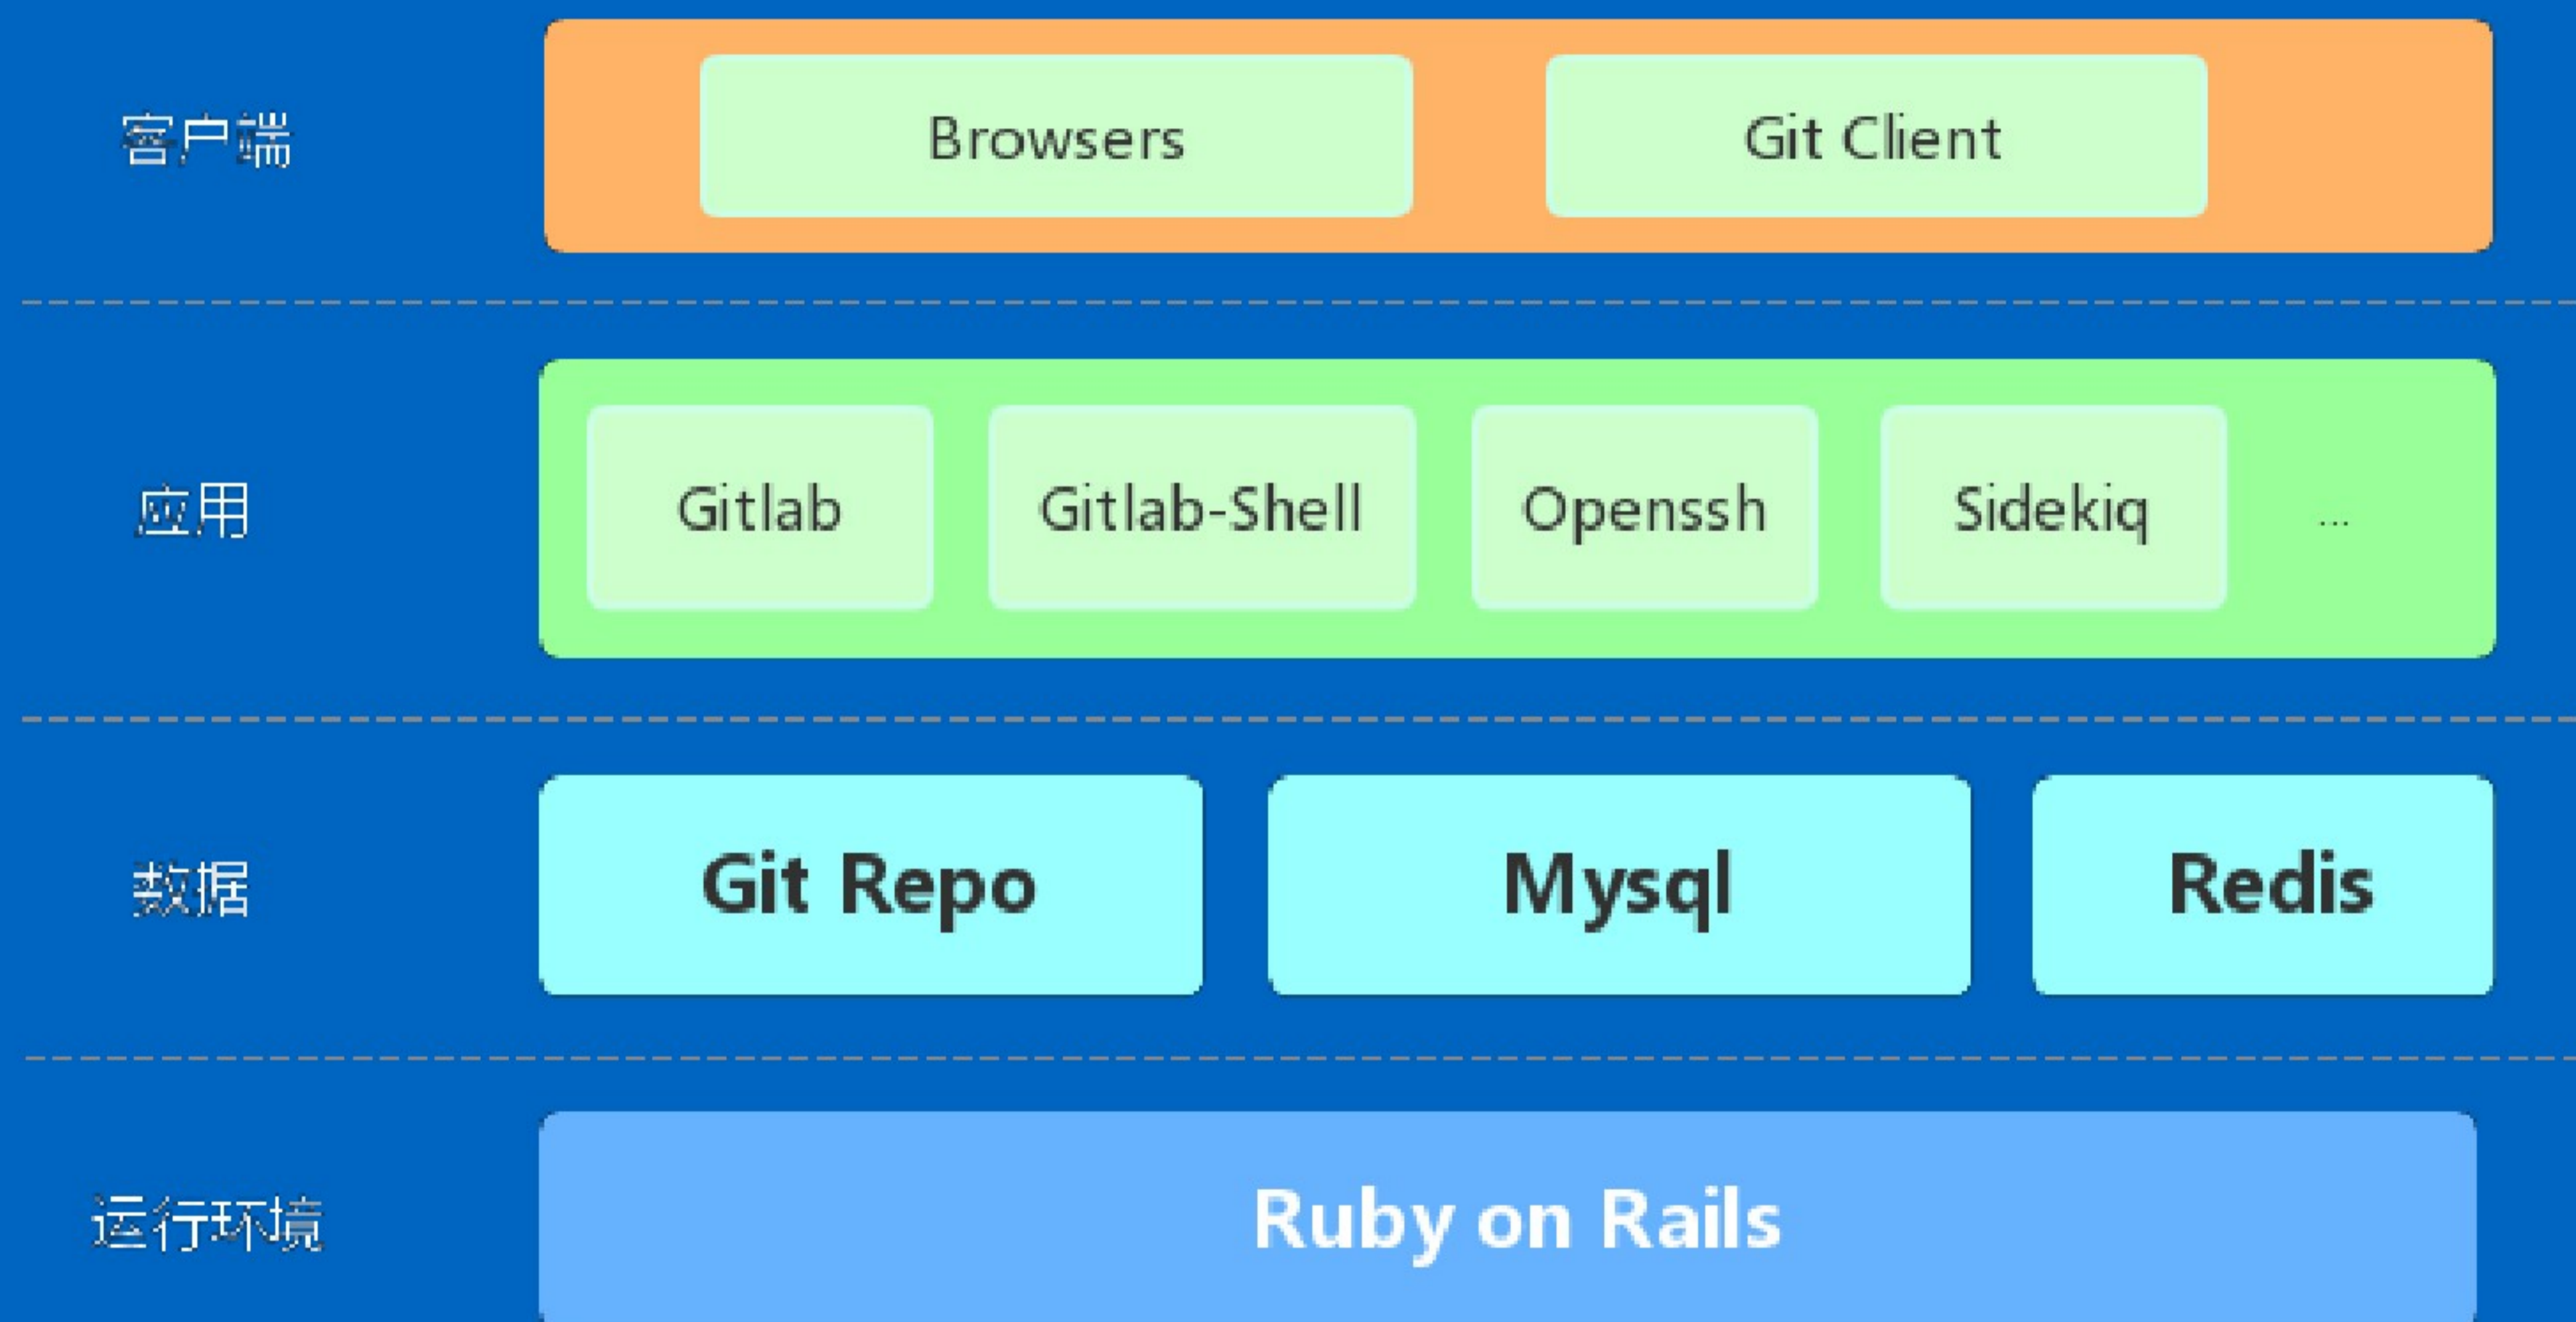 客户端
Browsers
Git Client
应用
Gitlab
Gitlab-Shell
Openssh
Sidekiq
...
数据
Git Repo
Mysql
Redis
运行环境
Ruby on Rails